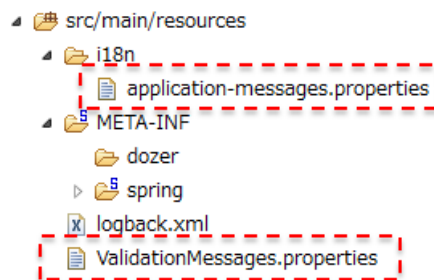 src/main/resources
i18n
application-messages.properties
META-INF
dozer
spring
logback.xml
ValidationMessages.properties